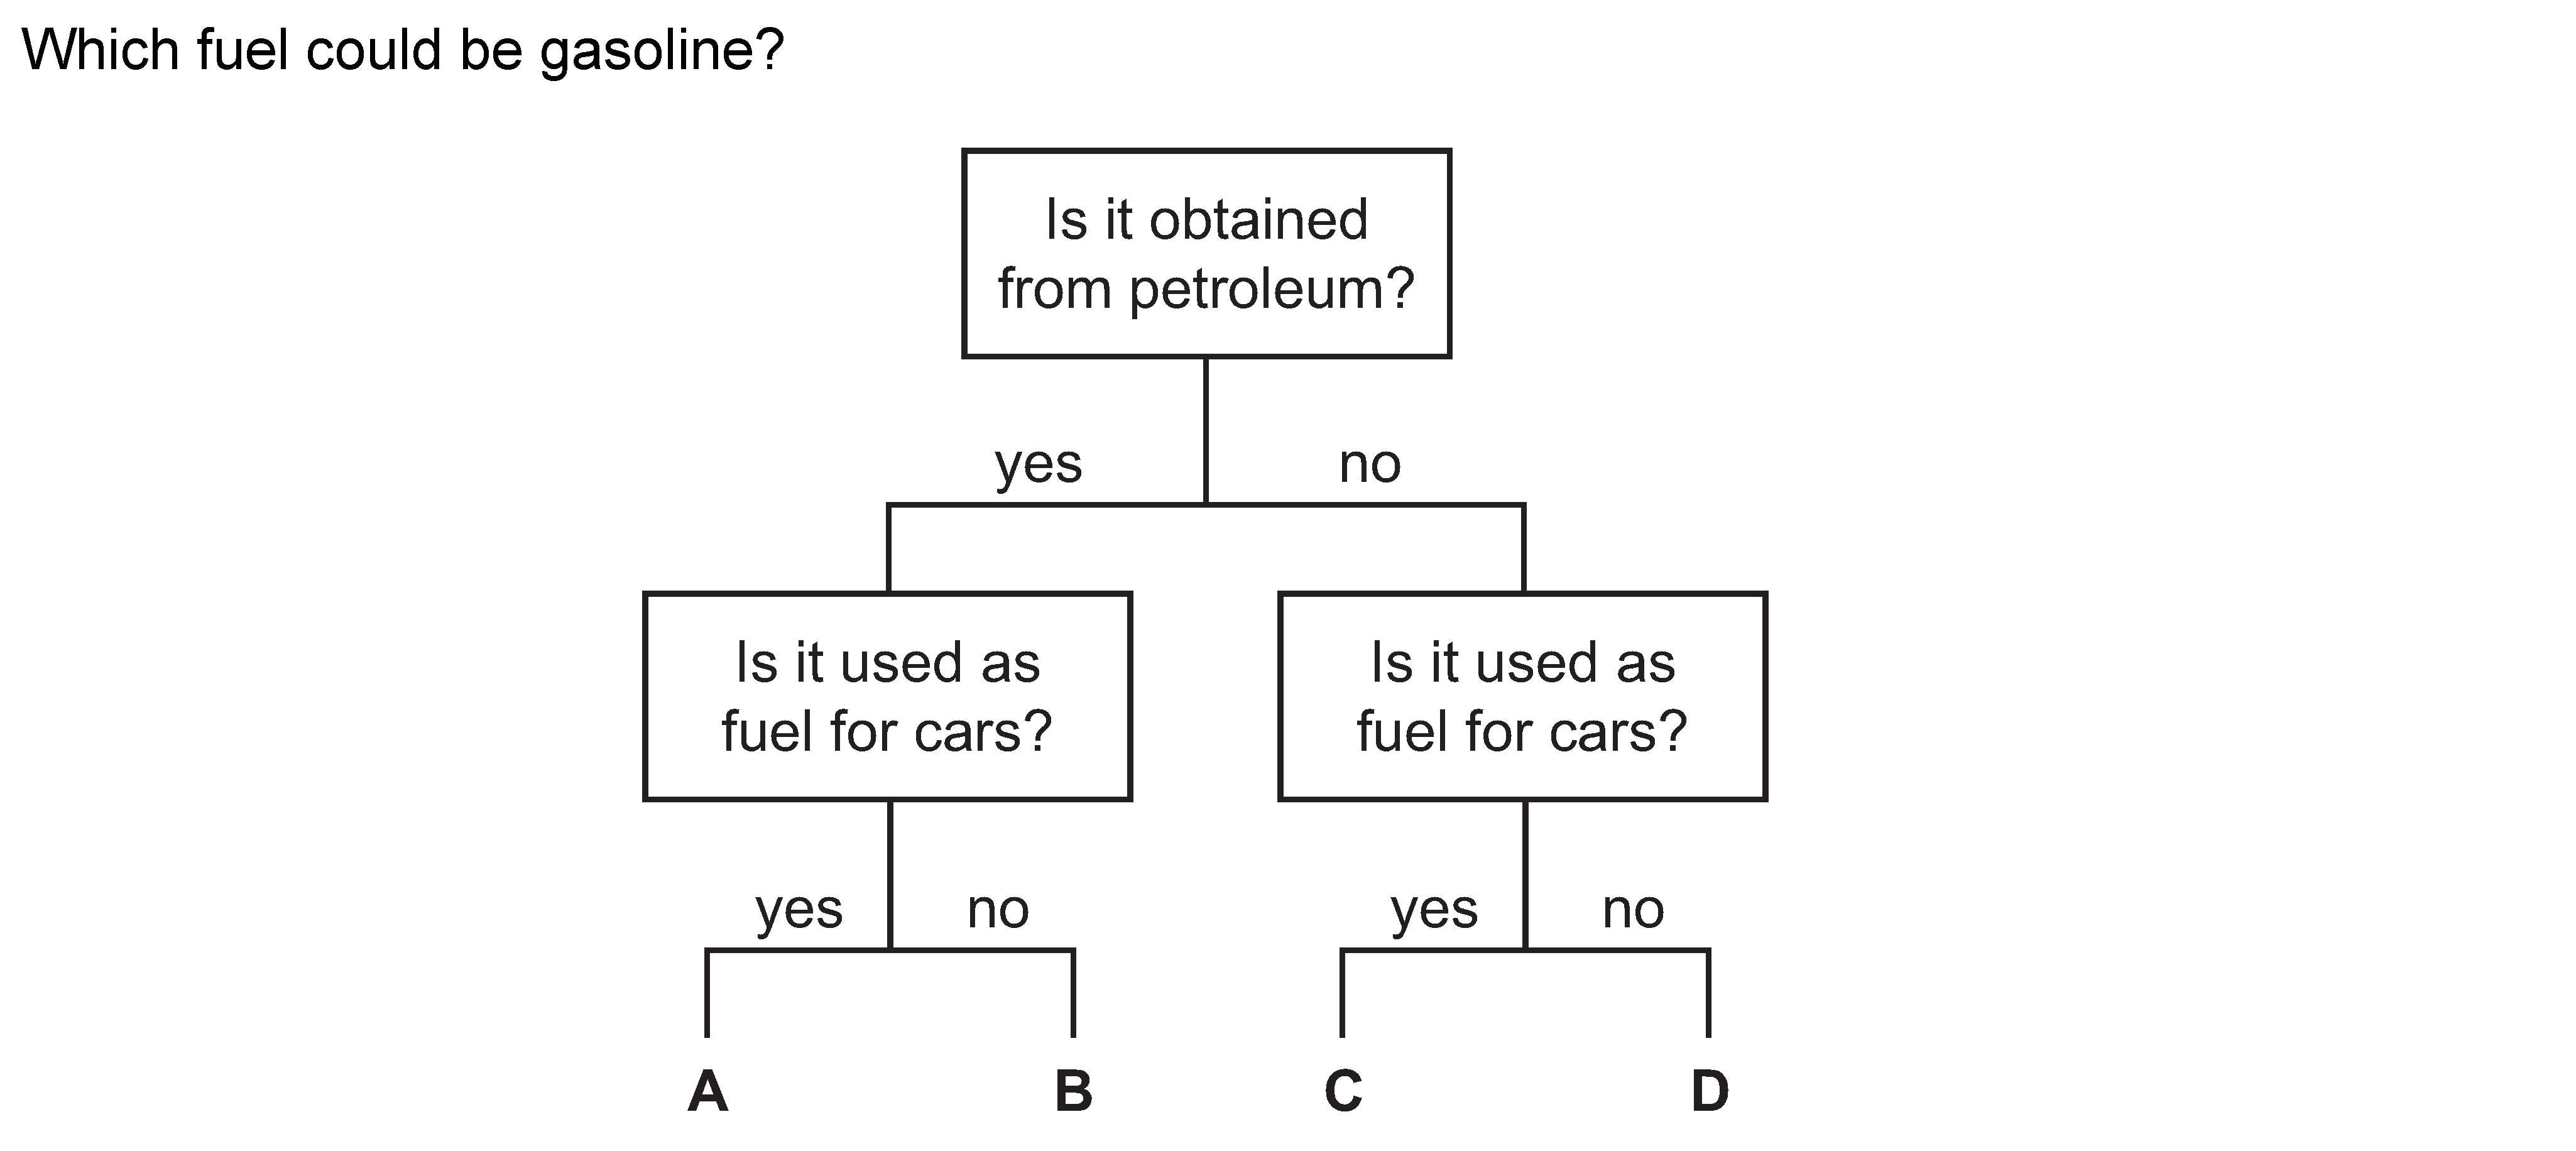 Which fuel could be gasoline?
Is it obtained
from petroleum?
yes
no
Is it used as
fuel for cars?
Is it used as
fuel for cars?
yes
no
yes
no
A
B
C
D